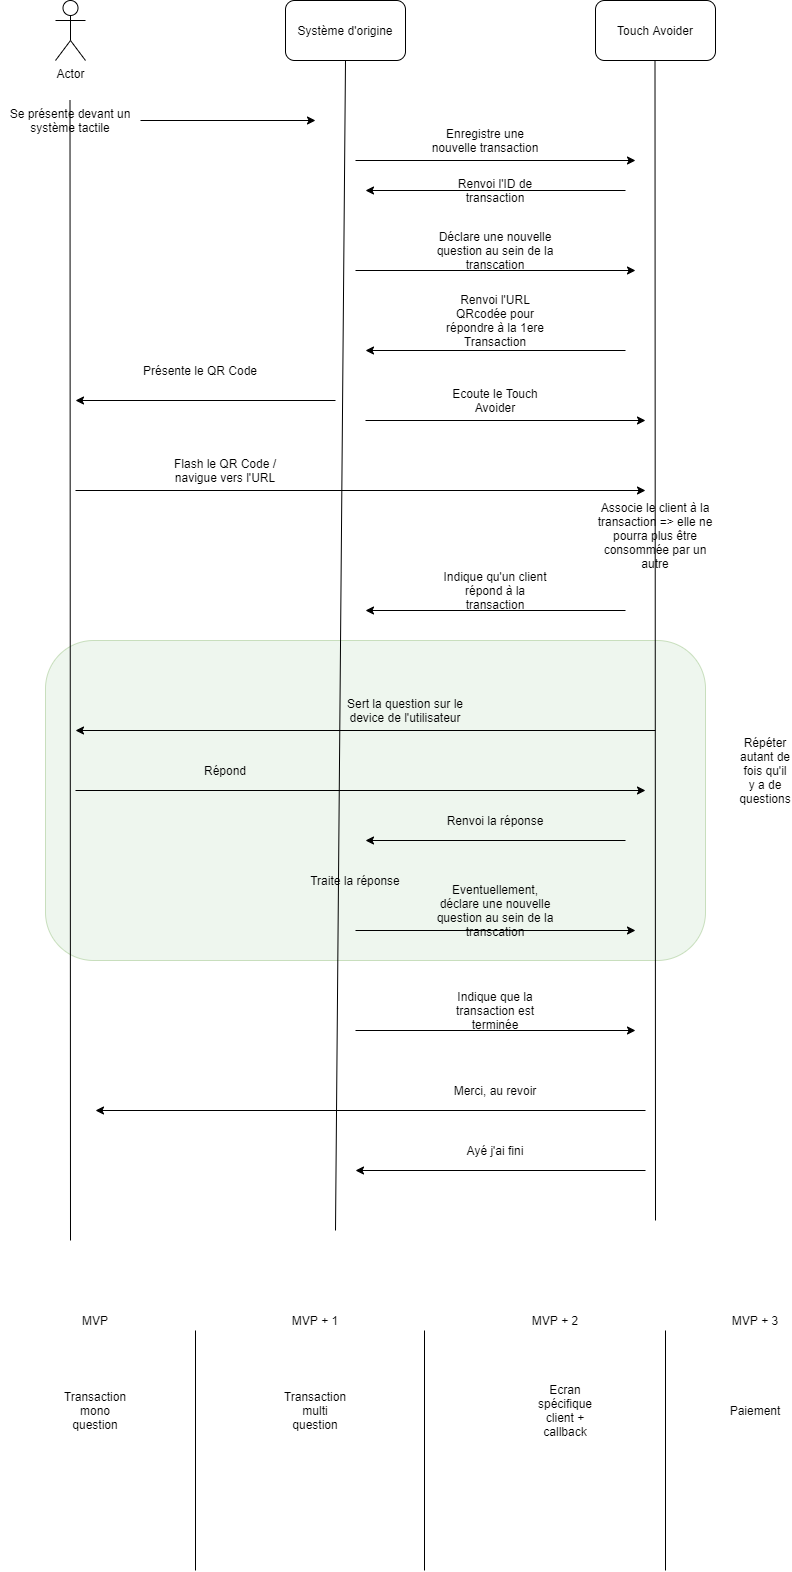 Système d'origine
Touch Avoider
Actor
Se présente devant un
système tactile
Enregistre une
nouvelle transaction
Renvoi l'ID de
transaction
Déclare une nouvelle
question au sein de la
transcation
Renvoi l'URL
QRcodée pour
répondre à la 1ere
Transaction
Présente le QR Code
Ecoute le Touch
Avoider
Flash le QR Code /
navigue vers l'URL
Associe le client à la
transaction => elle ne
pourra plus être
consommée par un
autre
Indique qu'un client
répond à la
transaction
Sert la question sur le
device de l'utilisateur
Répéter
autant de
fois qu'il
y a de
questions
Répond
Renvoi la réponse
Traite la réponse
Eventuellement,
déclare une nouvelle
question au sein de la
transcation
Indique que la
transaction est
terminée
Merci, au revoir
Ayé j'ai fini
MVP
MVP + 1
MVP + 2
MVP + 3
Transaction
mono
question
Transaction
multi
question
Ecran
spécifique
client +
callback
Paiement